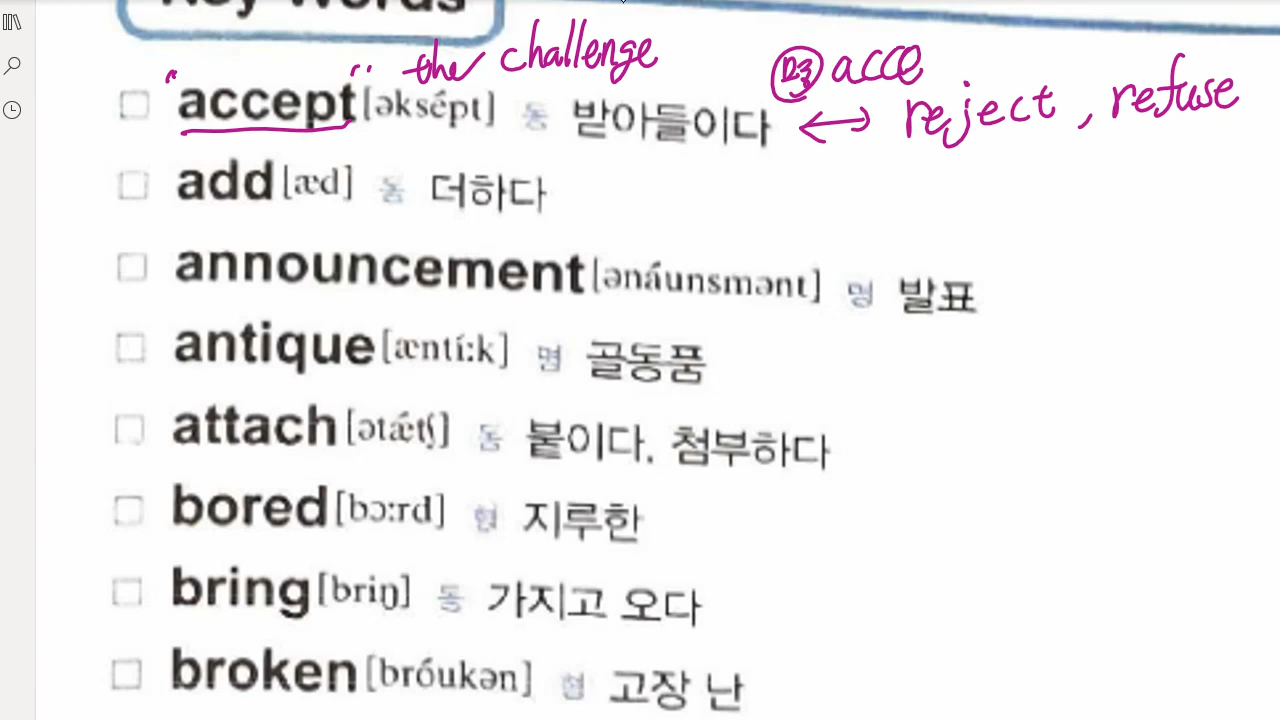 Key Words
the challenge
명 acce
"accept" [əksépt] 동 받아들이다 ↔ reject, refuse
add [æd] 동 더하다
announcement [ənáunsmənt] 명 발표
antique [æntíːk] 명 골동품
attach [ətǽtʃ] 동 붙이다, 첨부하다
bored [bɔːrd] 형 지루한
bring [briŋ] 동 가지고 오다
broken [bróukən] 형 고장 난